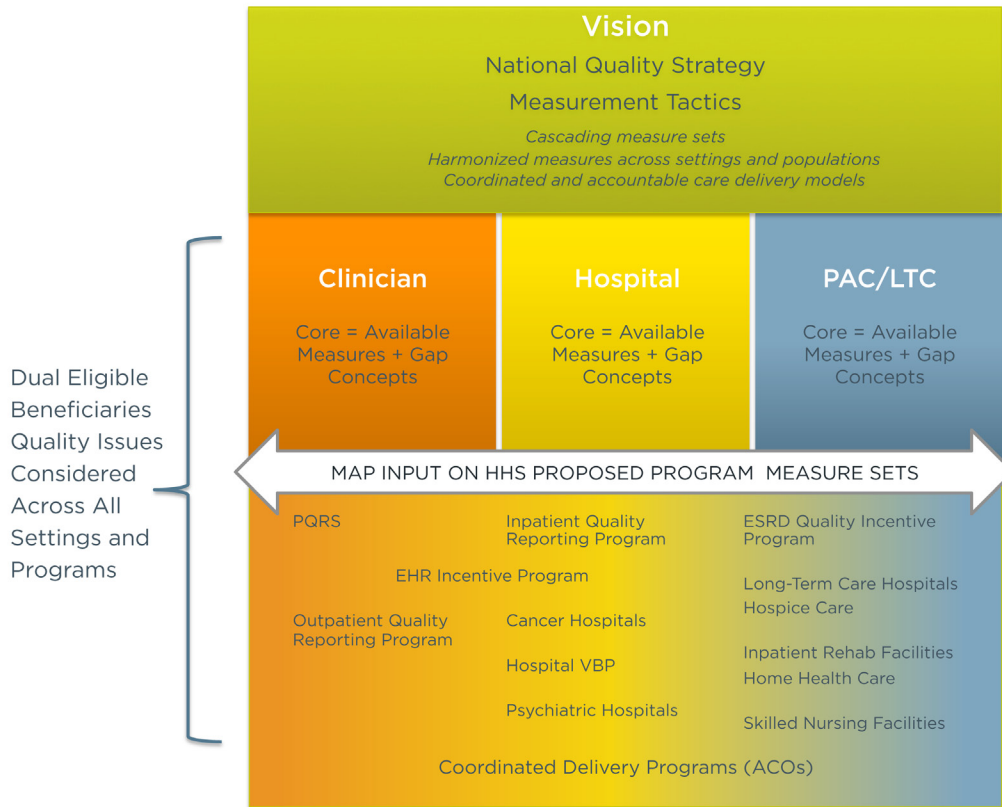 Vision
National Quality Strategy
Measurement Tactics
Cascading measure sets
Harmonized measures across settings and populations
Coordinated and accountable care delivery models
Dual Eligible
Beneficiaries
Quality Issues
Considered
Across All
Settings and
Programs
Clinician
Core = Available
Measures + Gap
Concepts
Hospital
Core = Available
Measures + Gap
Concepts
PAC/LTC
Core = Available
Measures + Gap
Concepts
MAP INPUT ON HHS PROPOSED PROGRAM MEASURE SETS
PQRS
EHR Incentive Program
Outpatient Quality
Reporting Program
Inpatient Quality
Reporting Program
Cancer Hospitals
Hospital VBP
Psychiatric Hospitals
ESRD Quality Incentive
Program
Long-Term Care Hospitals
Hospice Care
Inpatient Rehab Facilities
Home Health Care
Skilled Nursing Facilities
Coordinated Delivery Programs (ACOs)